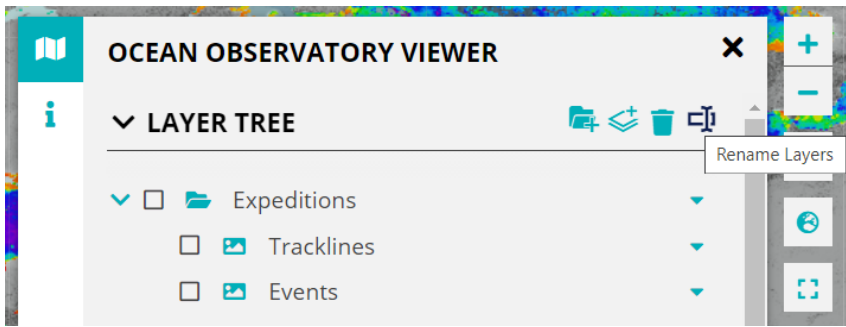 OCEAN OBSERVATORY VIEWER
LAYER TREE
Rename Layers
Expeditions
Tracklines
Events